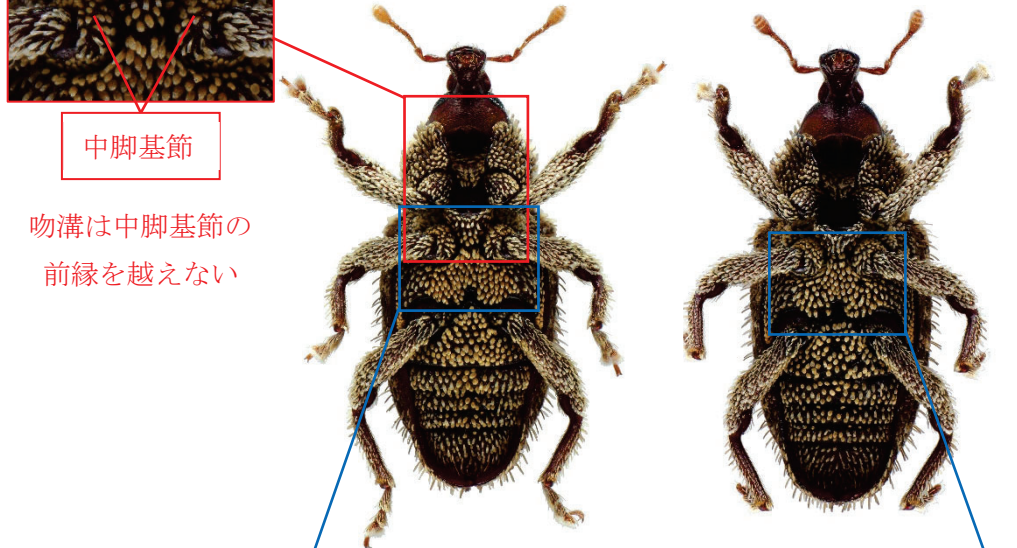 中脚基節
吻溝は中脚基節の
前縁を越えない